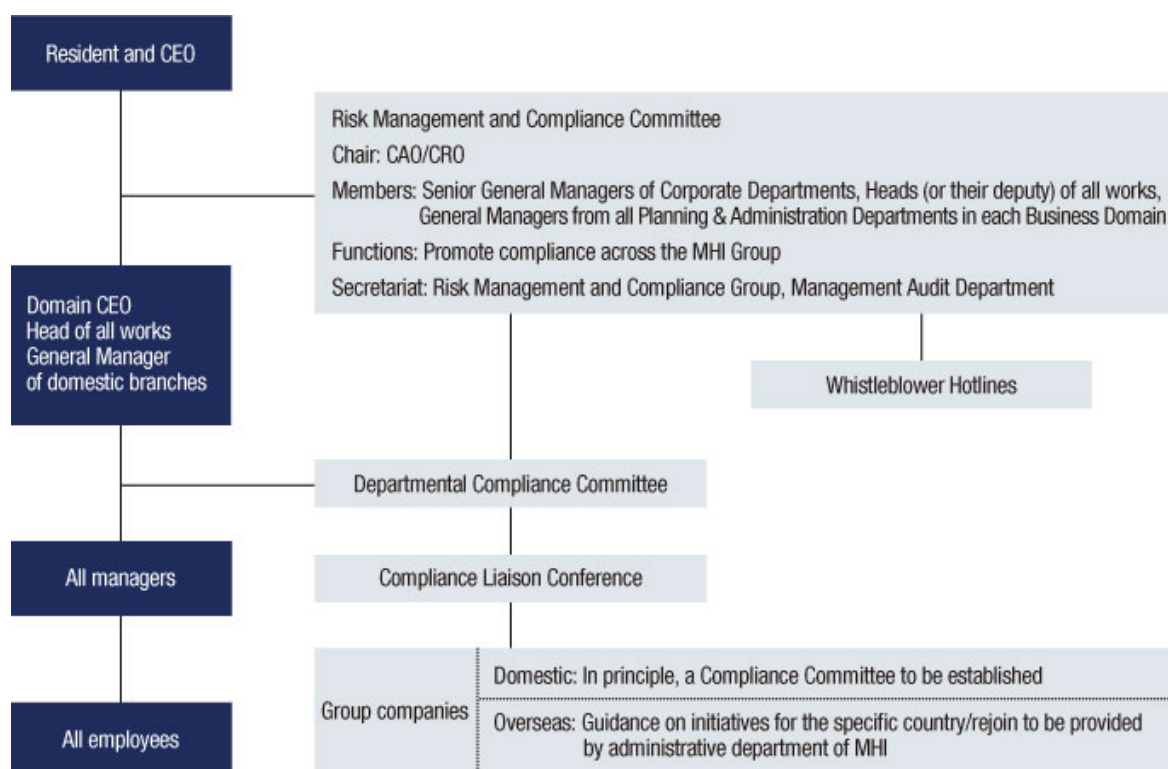 Resident and CEO
Risk Management and Compliance Committee
Chair: CAO/CRO
Members: Senior General Managers of Corporate Departments, Heads (or their deputy) of all works,
General Managers from all Planning & Administration Departments in each Business Domain
Functions: Promote compliance across the MHI Group
Secretariat: Risk Management and Compliance Group, Management Audit Department
Domain CEO
Head of all works
General Manager
of domestic branches
Whistleblower Hotlines
Departmental Compliance Committee
All managers
Compliance Liaison Conference
All employees
Group companies
Domestic: In principle, a Compliance Committee to be established
Overseas: Guidance on initiatives for the specific country/rejoin to be provided
by administrative department of MHI